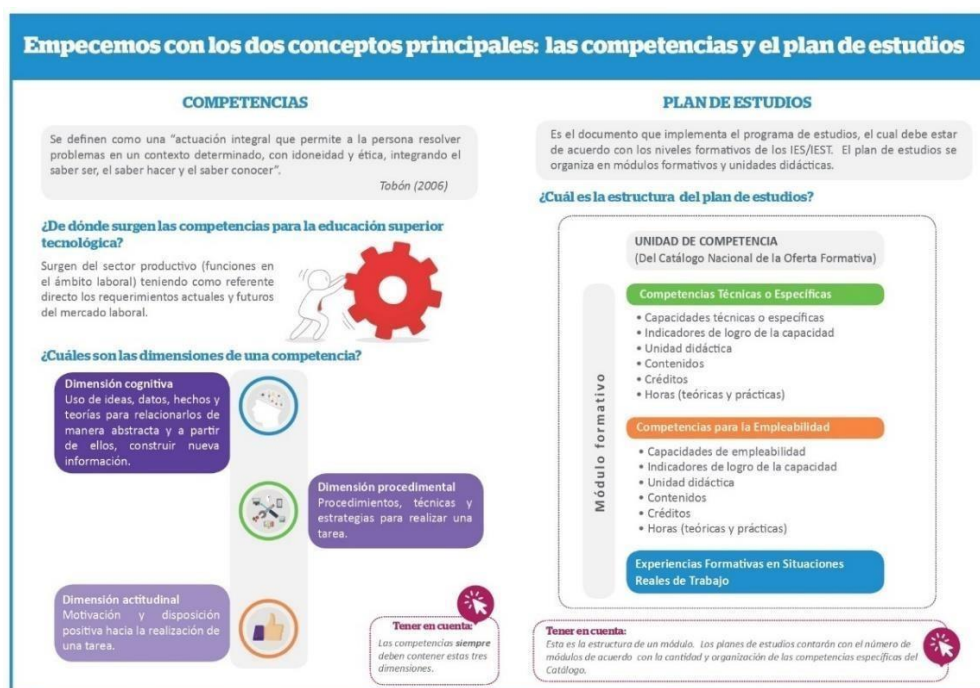 Empecemos con los dos conceptos principales: las competencias y el plan de estudios
COMPETENCIAS
Se definen como una “actuación integral que permite a la persona resolver
problemas en un contexto determinado, con idoneidad y ética, integrando el
saber ser, el saber hacer y el saber conocer”.
Tobón (2006)
¿De dónde surgen las competencias para la educación superior
tecnológica?
Surgen del sector productivo (funciones en
el ámbito laboral) teniendo como referente
directo los requerimientos actuales y futuros
del mercado laboral.
¿Cuáles son las dimensiones de una competencia?
Dimensión cognitiva
Uso de ideas, datos, hechos y
teorías para relacionarlos de
manera abstracta y a partir
de ellos, construir nueva
información.
Dimensión procedimental
Procedimientos, técnicas y
estrategias para realizar una
tarea.
Dimensión actitudinal
Motivación y disposición
positiva hacia la realización de
una tarea.
Tener en cuenta:
Las competencias siempre
deben contener estas tres
dimensiones.
PLAN DE ESTUDIOS
Es el documento que implementa el programa de estudios, el cual debe estar
de acuerdo con los niveles formativos de los IES/IEST. El plan de estudios se
organiza en módulos formativos y unidades didácticas.
¿Cuál es la estructura del plan de estudios?
UNIDAD DE COMPETENCIA
(Del Catálogo Nacional de la Oferta Formativa)
Módulo formativo
Competencias Técnicas o Específicas
• Capacidades técnicas o específicas
• Indicadores de logro de la capacidad
• Unidad didáctica
• Contenidos
• Créditos
• Horas (teóricas y prácticas)
Competencias para la Empleabilidad
• Capacidades de empleabilidad
• Indicadores de logro de la capacidad
• Unidad didáctica
• Contenidos
• Créditos
• Horas (teóricas y prácticas)
Experiencias Formativas en Situaciones
Reales de Trabajo
Tener en cuenta:
Esta es la estructura de un módulo. Los planes de estudios contarán con el número de
módulos de acuerdo con la cantidad y organización de las competencias específicas del
Catálogo.